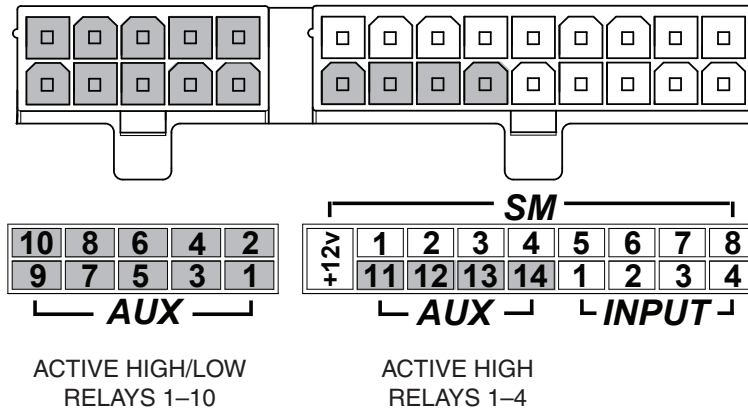 SM
10 8 6 4 2
9 7 5 3 1
+12v
1 2 3 4 5 6 7 8
11 12 13 14 1 2 3 4
AUX
AUX
INPUT
ACTIVE HIGH/LOW
RELAYS 1–10
ACTIVE HIGH
RELAYS 1–4